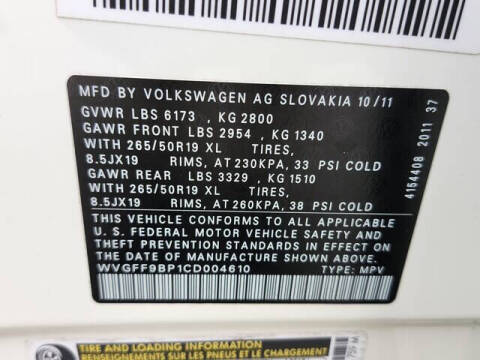 MFD BY VOLKSWAGEN AG SLOVAKIA 10/11
GVWR LBS 6173 , KG 2800
GAWR FRONT LBS 2954 , KG 1340
WITH 265/50R19 XL TIRES,
8.5JX19 RIMS, AT 230KPA, 33 PSI COLD
GAWR REAR LBS 3329 , KG 1510
WITH 265/50R19 XL TIRES,
8.5JX19 RIMS, AT 260KPA, 38 PSI COLD
THIS VEHICLE CONFORMS TO ALL APPLICABLE
U. S. FEDERAL MOTOR VEHICLE SAFETY AND
THEFT PREVENTION STANDARDS IN EFFECT ON
THE DATE OF MANUFACTURE SHOWN ABOVE.
WVGFF9BP1CD004610 TYPE: MPV
4154408 2011 37
TIRE AND LOADING INFORMATION
RENSEIGNEMENTS SUR LES PNEUS ET LE CHARGEMENT